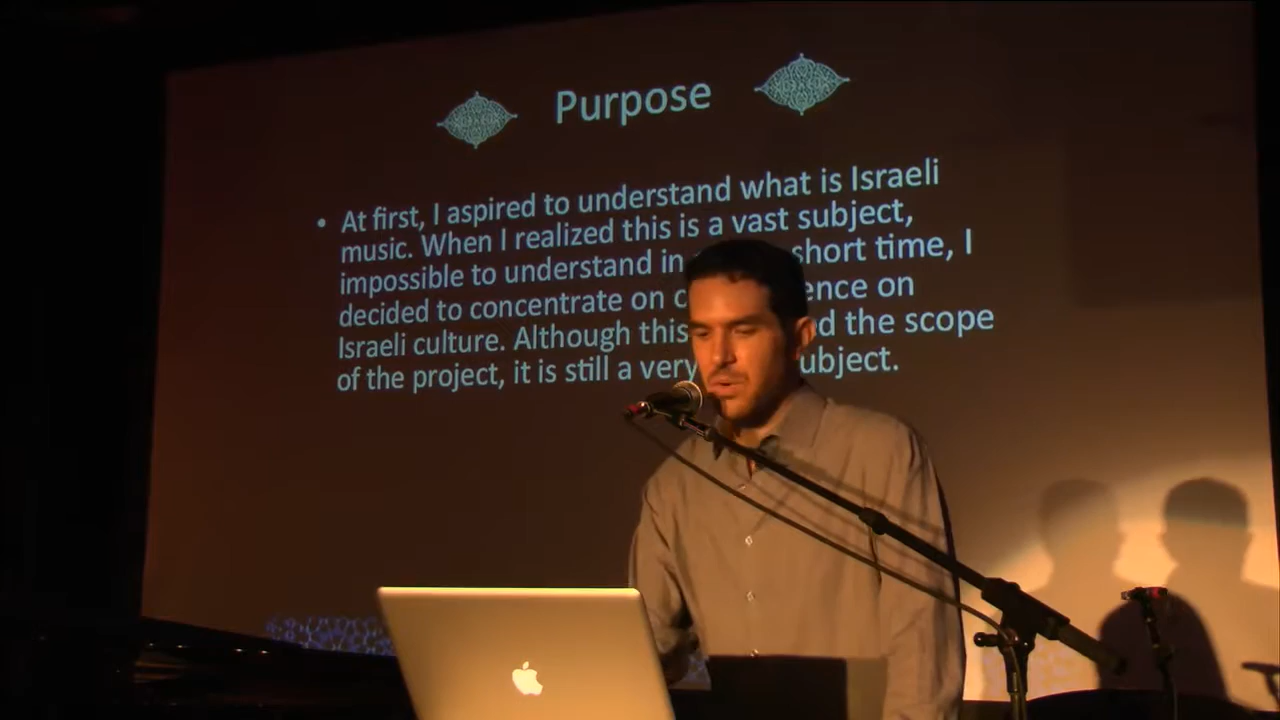 Purpose
• At first, I aspired to understand what is Israeli
music. When I realized this is a vast subject,
impossible to understand in short time, I
decided to concentrate on on
Israeli culture. Although this the scope
of the project, it is still a very